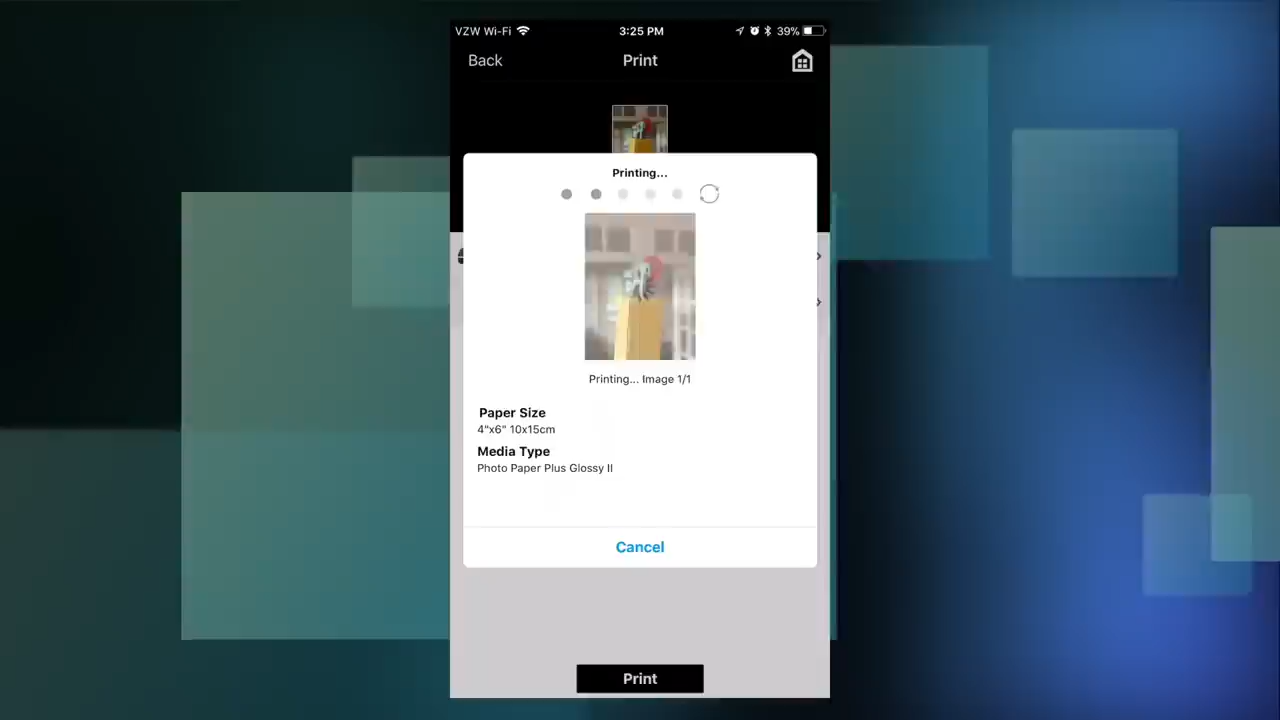 VZW Wi-Fi 3:25 PM 39%
Back Print
Printing...
Printing... Image 1/1
Paper Size
4"x6" 10x15cm
Media Type
Photo Paper Plus Glossy II
Cancel
Print